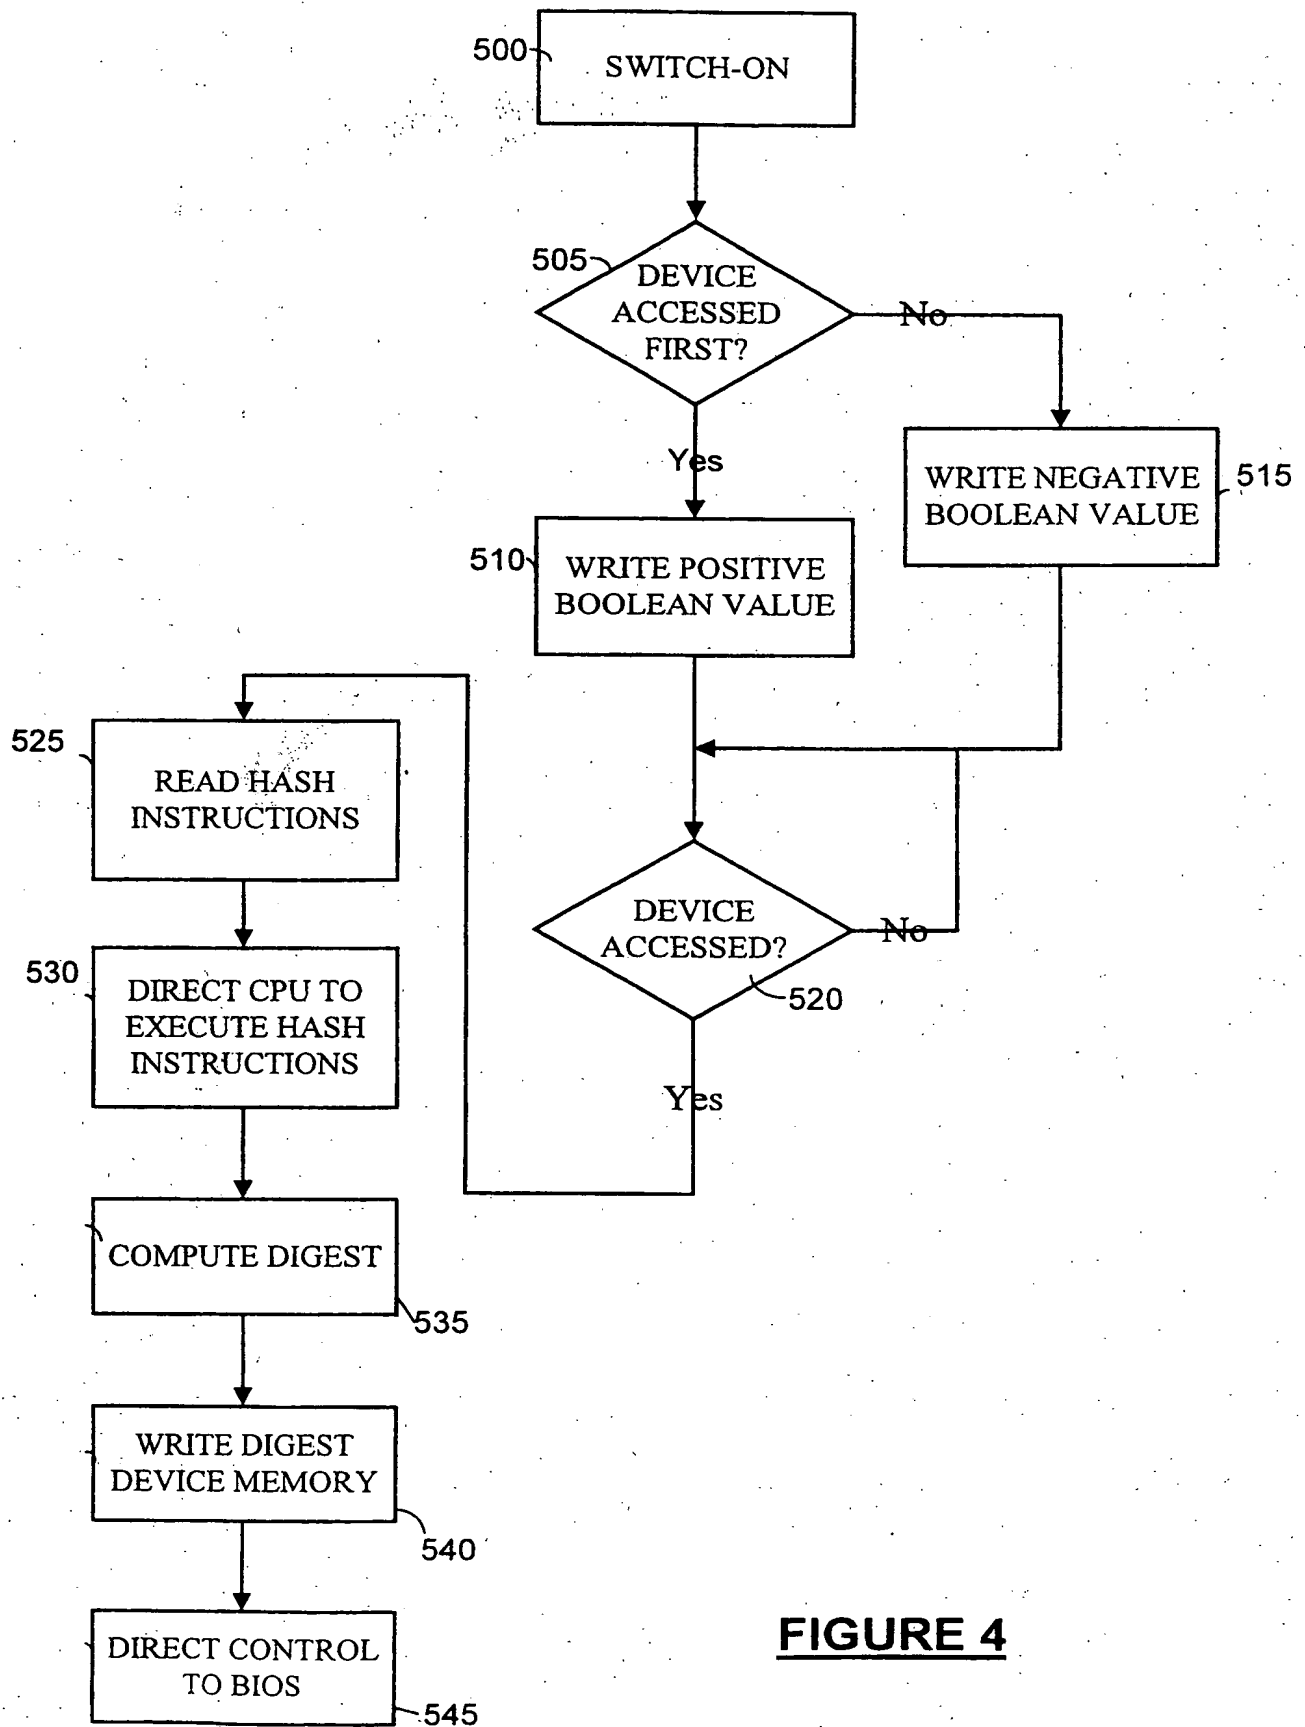 500
SWITCH-ON
505
DEVICE
ACCESSED
FIRST?
No
Yes
WRITE NEGATIVE
BOOLEAN VALUE
515
510
WRITE POSITIVE
BOOLEAN VALUE
525
READ HASH
INSTRUCTIONS
DEVICE
ACCESSED?
No
520
Yes
530
DIRECT CPU TO
EXECUTE HASH
INSTRUCTIONS
COMPUTE DIGEST
535
WRITE DIGEST
DEVICE MEMORY
540
DIRECT CONTROL
TO BIOS
545
FIGURE 4